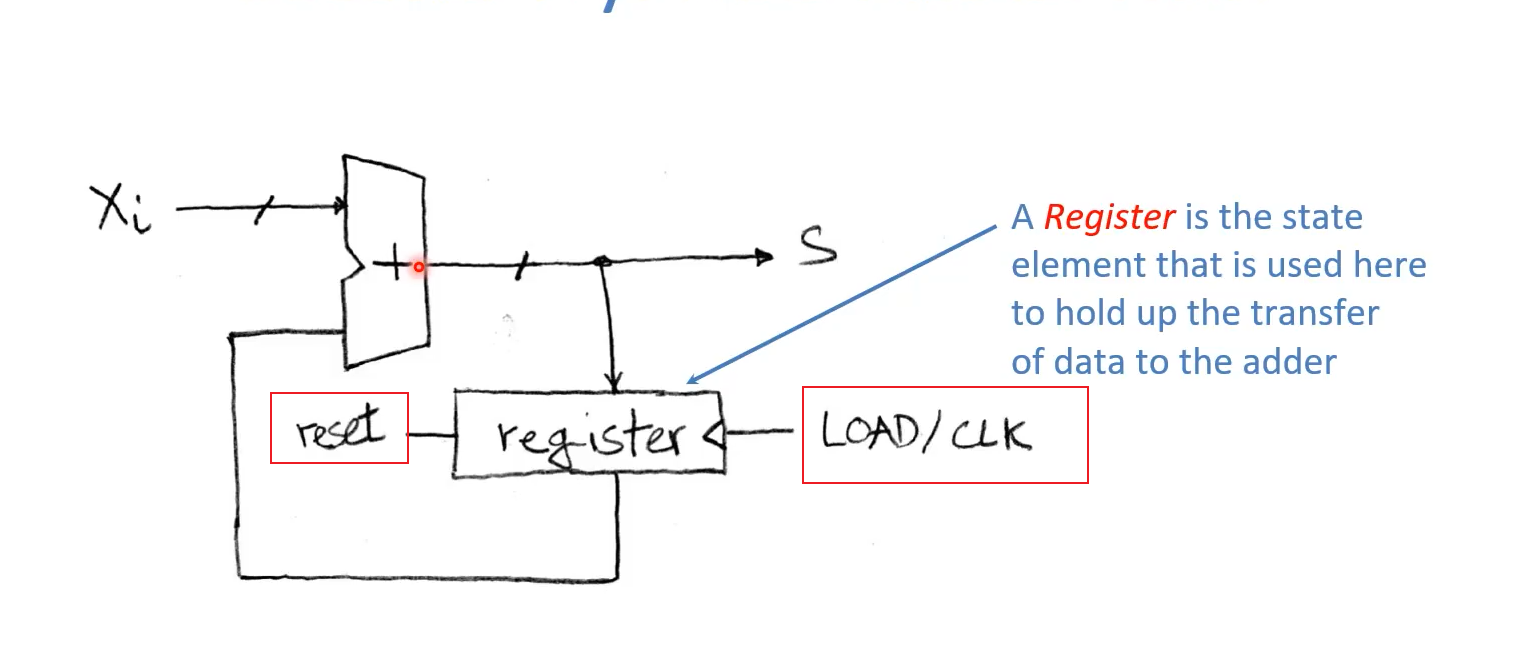 Xi
+
S
A Register is the state
element that is used here
to hold up the transfer
of data to the adder
reset
register
LOAD/CLK